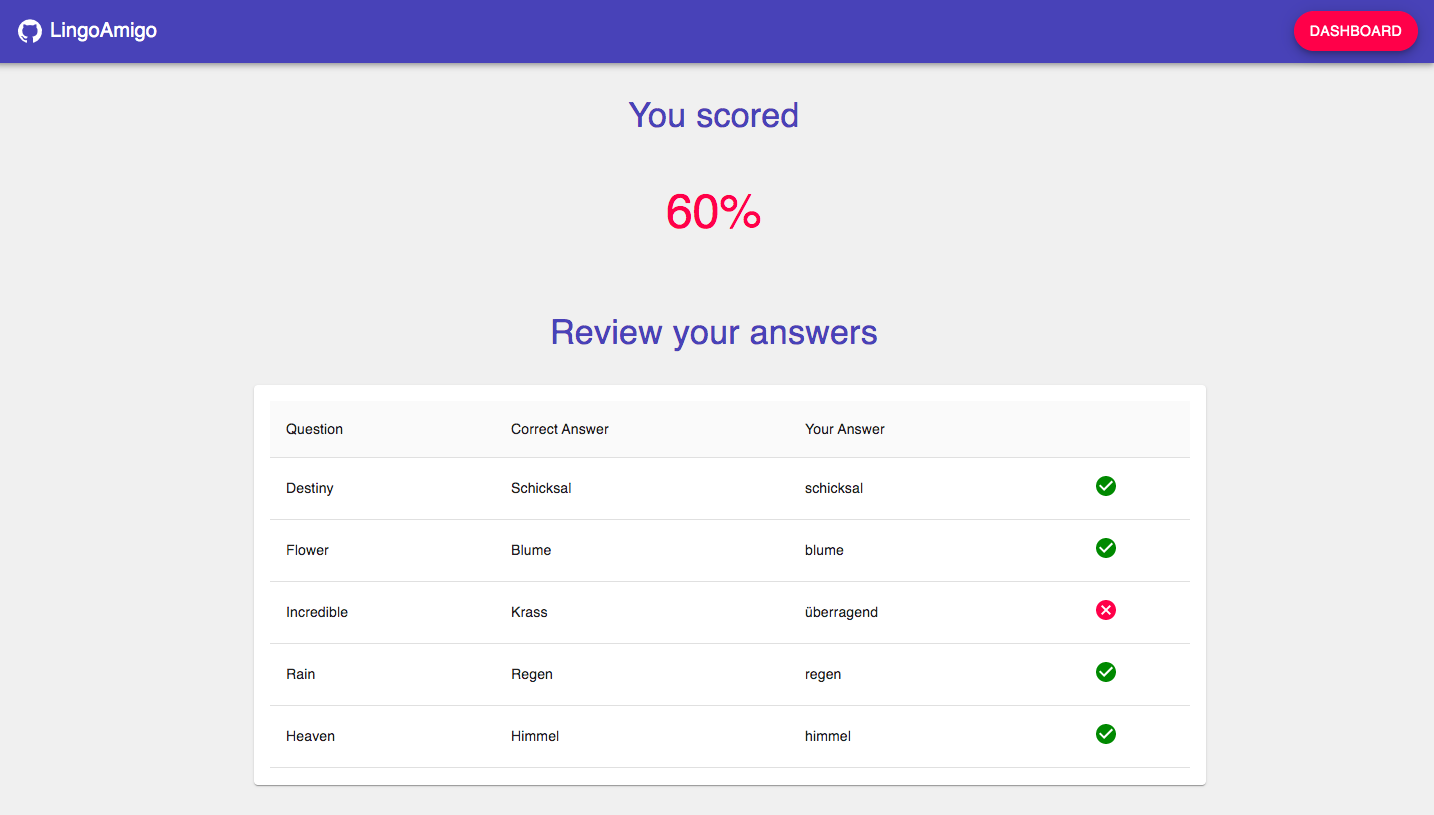 LingoAmigo DASHBOARD
You scored
60%
Review your answers
Question Correct Answer Your Answer
Destiny Schicksal schicksal
Flower Blume blume
Incredible Krass überragend
Rain Regen regen
Heaven Himmel himmel